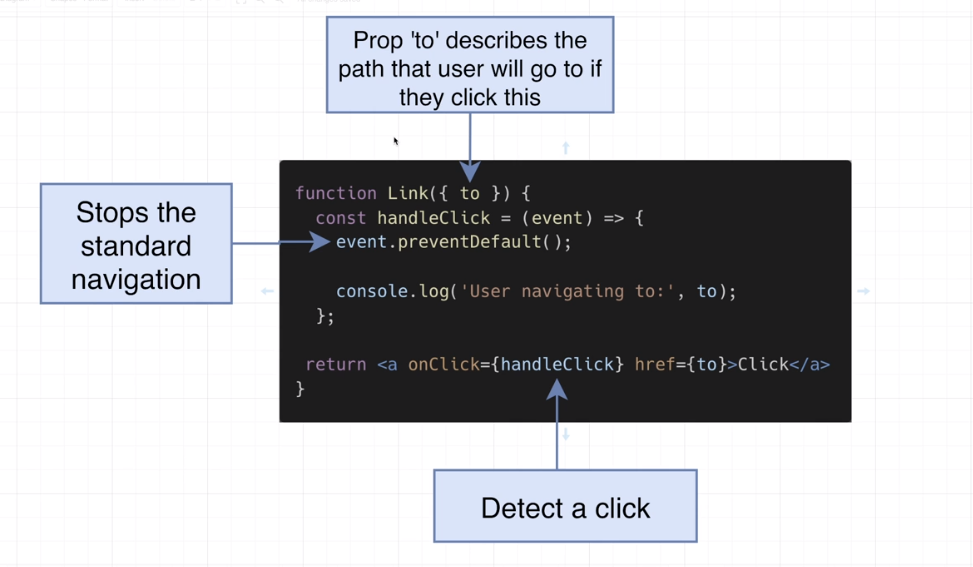 Prop 'to' describes the
path that user will go to if
they click this
Stops the
standard
navigation
function Link({ to }) {
const handleClick = (event) => {
event.preventDefault();
console.log('User navigating to:', to);
};
return <a onClick={handleClick} href={to}>Click</a>
}
Detect a click